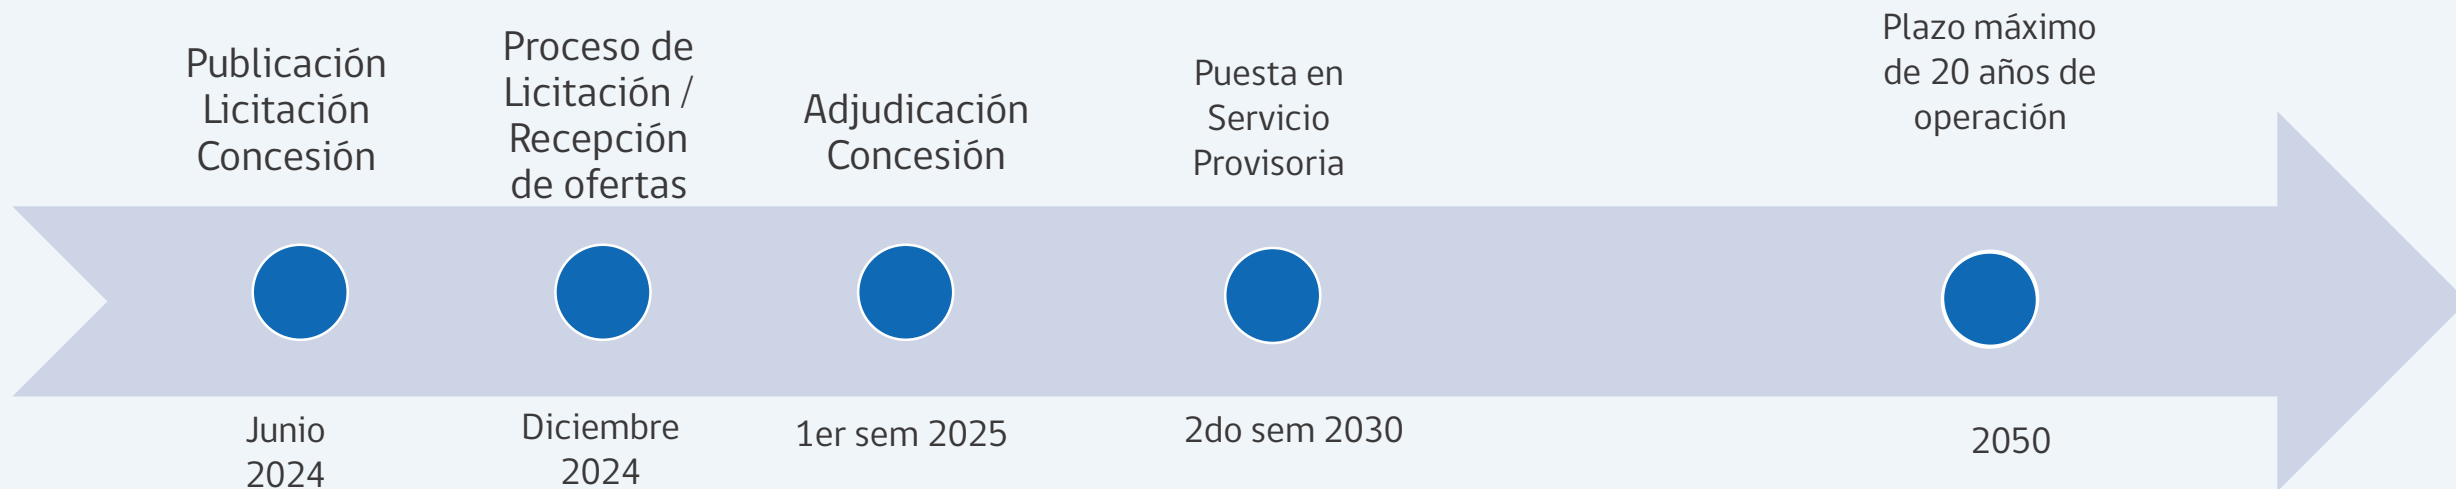 Publicación
Licitación
Concesión
Proceso de
Licitación /
Recepción
de ofertas
Adjudicación
Concesión
Puesta en
Servicio
Provisoria
Plazo máximo
de 20 años de
operación
Junio
2024
Diciembre
2024
1er sem 2025
2do sem 2030
2050